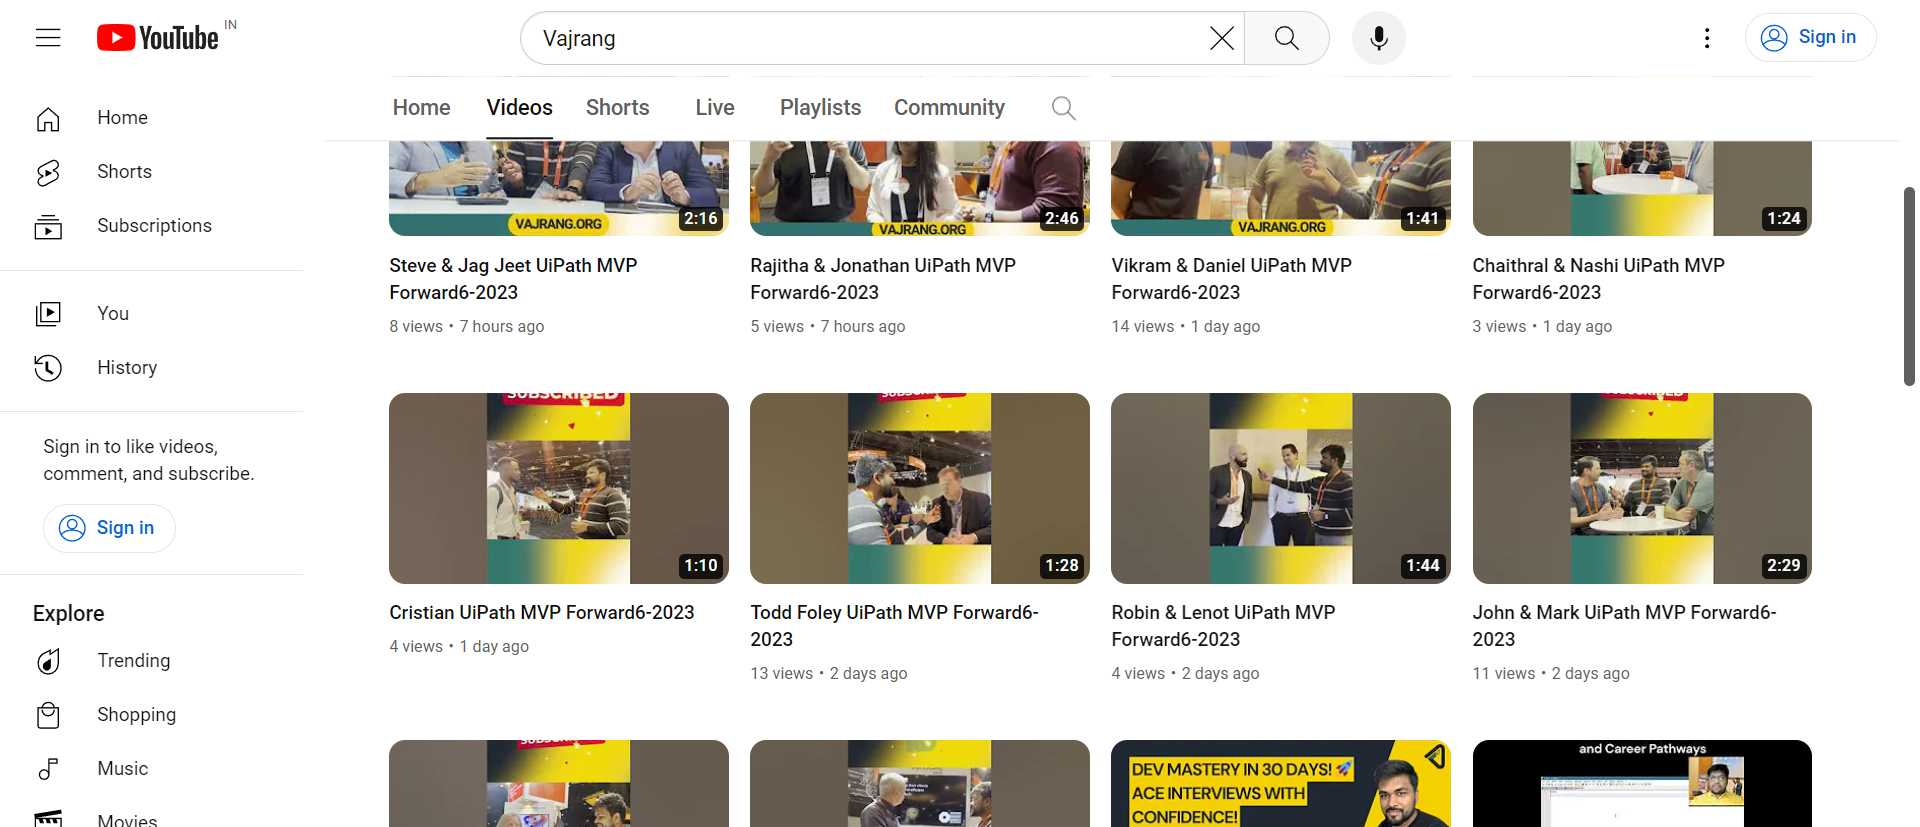 YouTube IN
Vajrang
Sign in
Home
Shorts
Subscriptions
You
History
Sign in to like videos,
comment, and subscribe.
Sign in
Explore
Trending
Shopping
Music
Movies
Home Videos Shorts Live Playlists Community
VAJRANG.ORG
2:16
VAJRANG.ORG
2:46
VAJRANG.ORG
1:41
1:24
Steve & Jag Jeet UiPath MVP
Forward6-2023
8 views • 7 hours ago
Rajitha & Jonathan UiPath MVP
Forward6-2023
5 views • 7 hours ago
Vikram & Daniel UiPath MVP
Forward6-2023
14 views • 1 day ago
Chaithral & Nashi UiPath MVP
Forward6-2023
3 views • 1 day ago
SUBSCRIBED
1:10
SUBSCRIBED
1:28
1:44
SUBSCRIBED
2:29
Cristian UiPath MVP Forward6-2023
4 views • 1 day ago
Todd Foley UiPath MVP Forward6-
2023
13 views • 2 days ago
Robin & Lenot UiPath MVP
Forward6-2023
4 views • 2 days ago
John & Mark UiPath MVP Forward6-
2023
11 views • 2 days ago
SUBSCRIBED
DEV MASTERY IN 30 DAYS! 🚀
ACE INTERVIEWS WITH
CONFIDENCE!
and Career Pathways